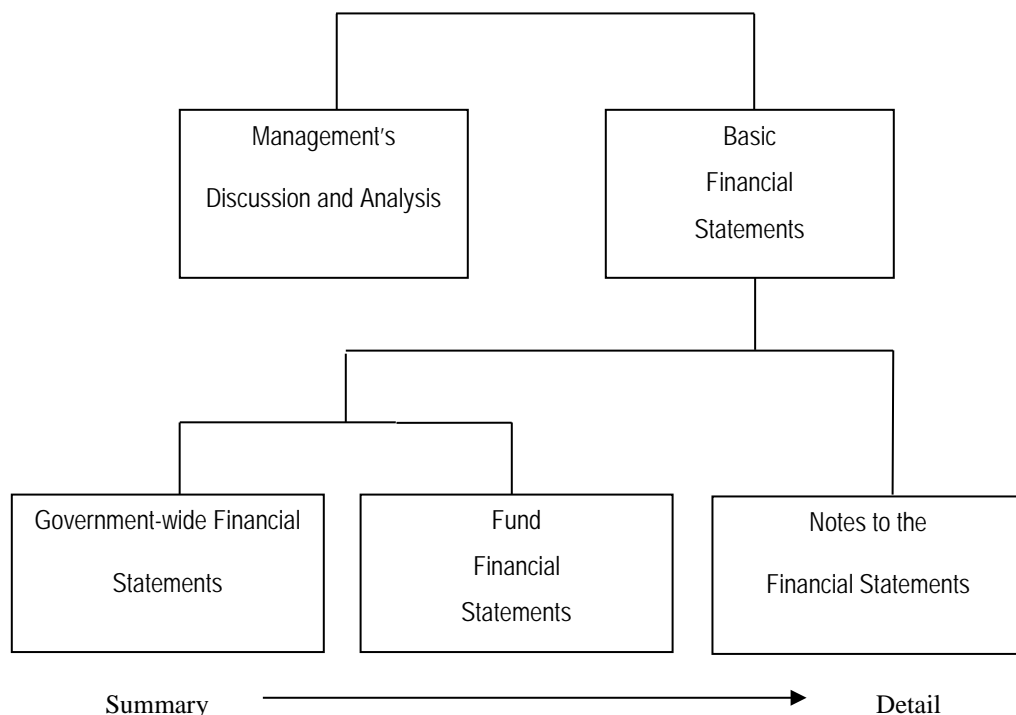 Management's
Discussion and Analysis
Basic
Financial
Statements
Government-wide Financial
Statements
Fund
Financial
Statements
Notes to the
Financial Statements
Summary
Detail